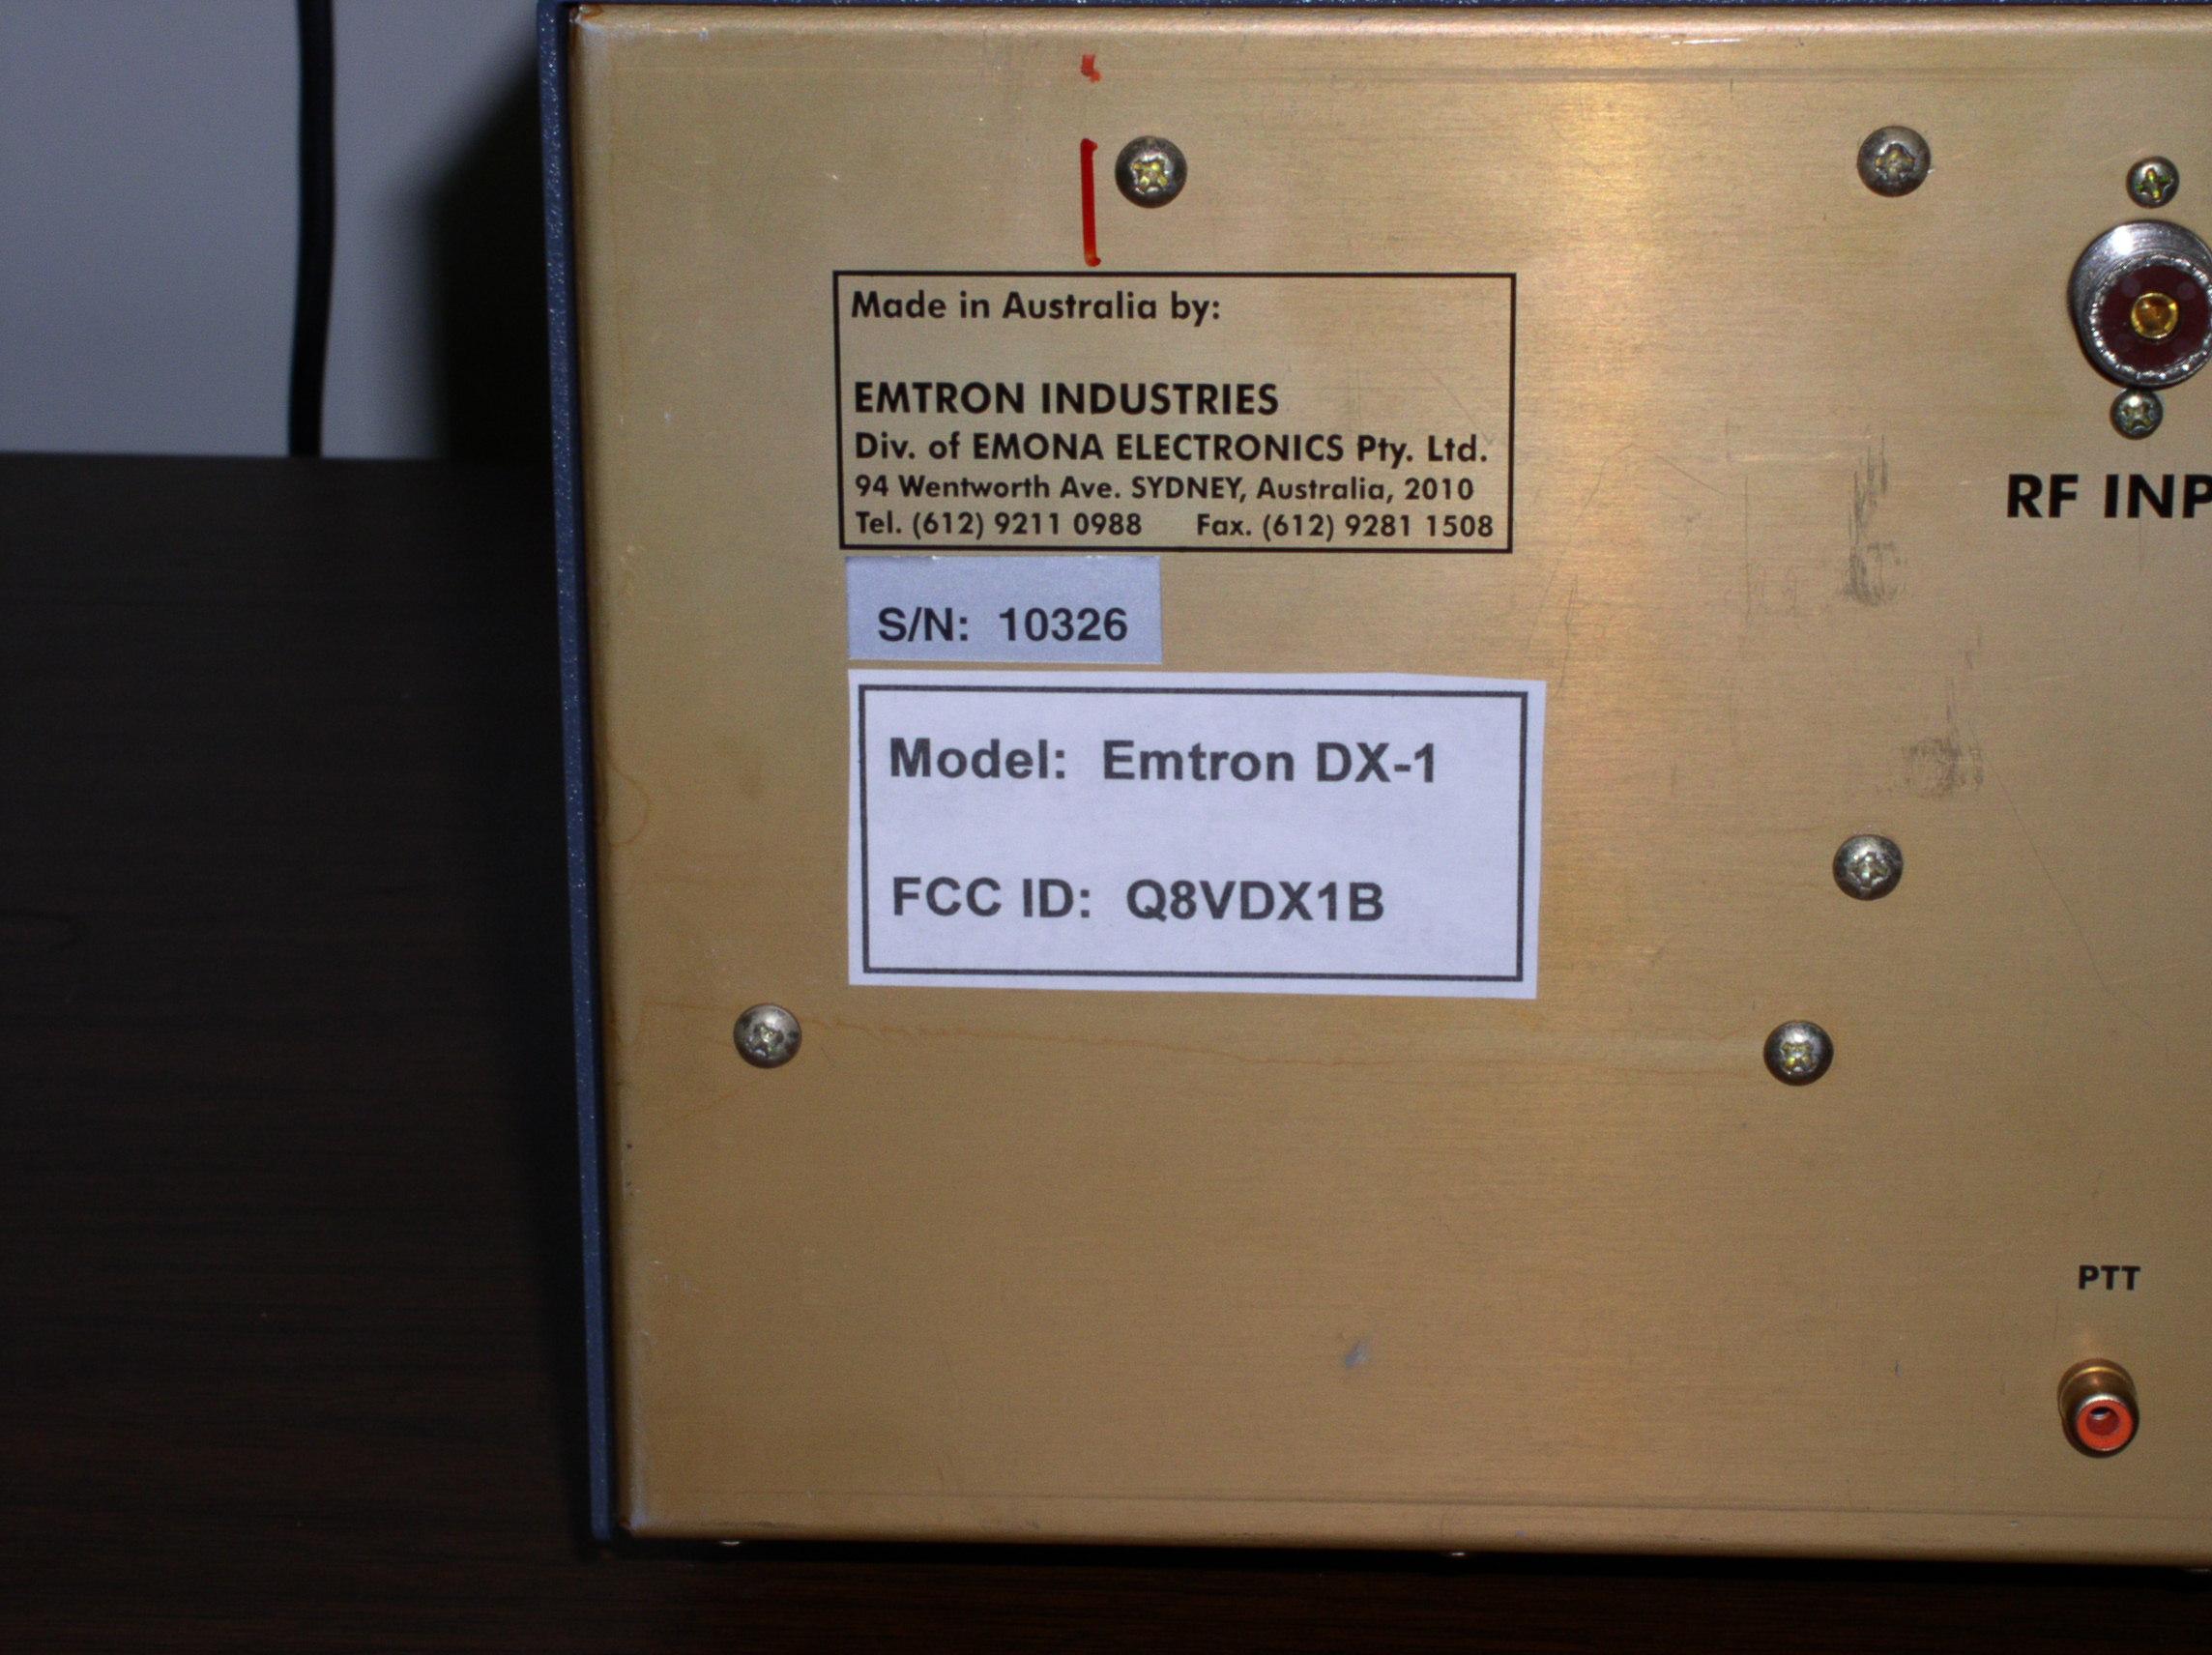 Made in Australia by:
EMTRON INDUSTRIES
Div. of EMONA ELECTRONICS Pty. Ltd.
94 Wentworth Ave. SYDNEY, Australia, 2010
Tel. (612) 9211 0988 Fax. (612) 9281 1508
S/N: 10326
Model: Emtron DX-1
FCC ID: Q8VDX1B
RF INP
PTT